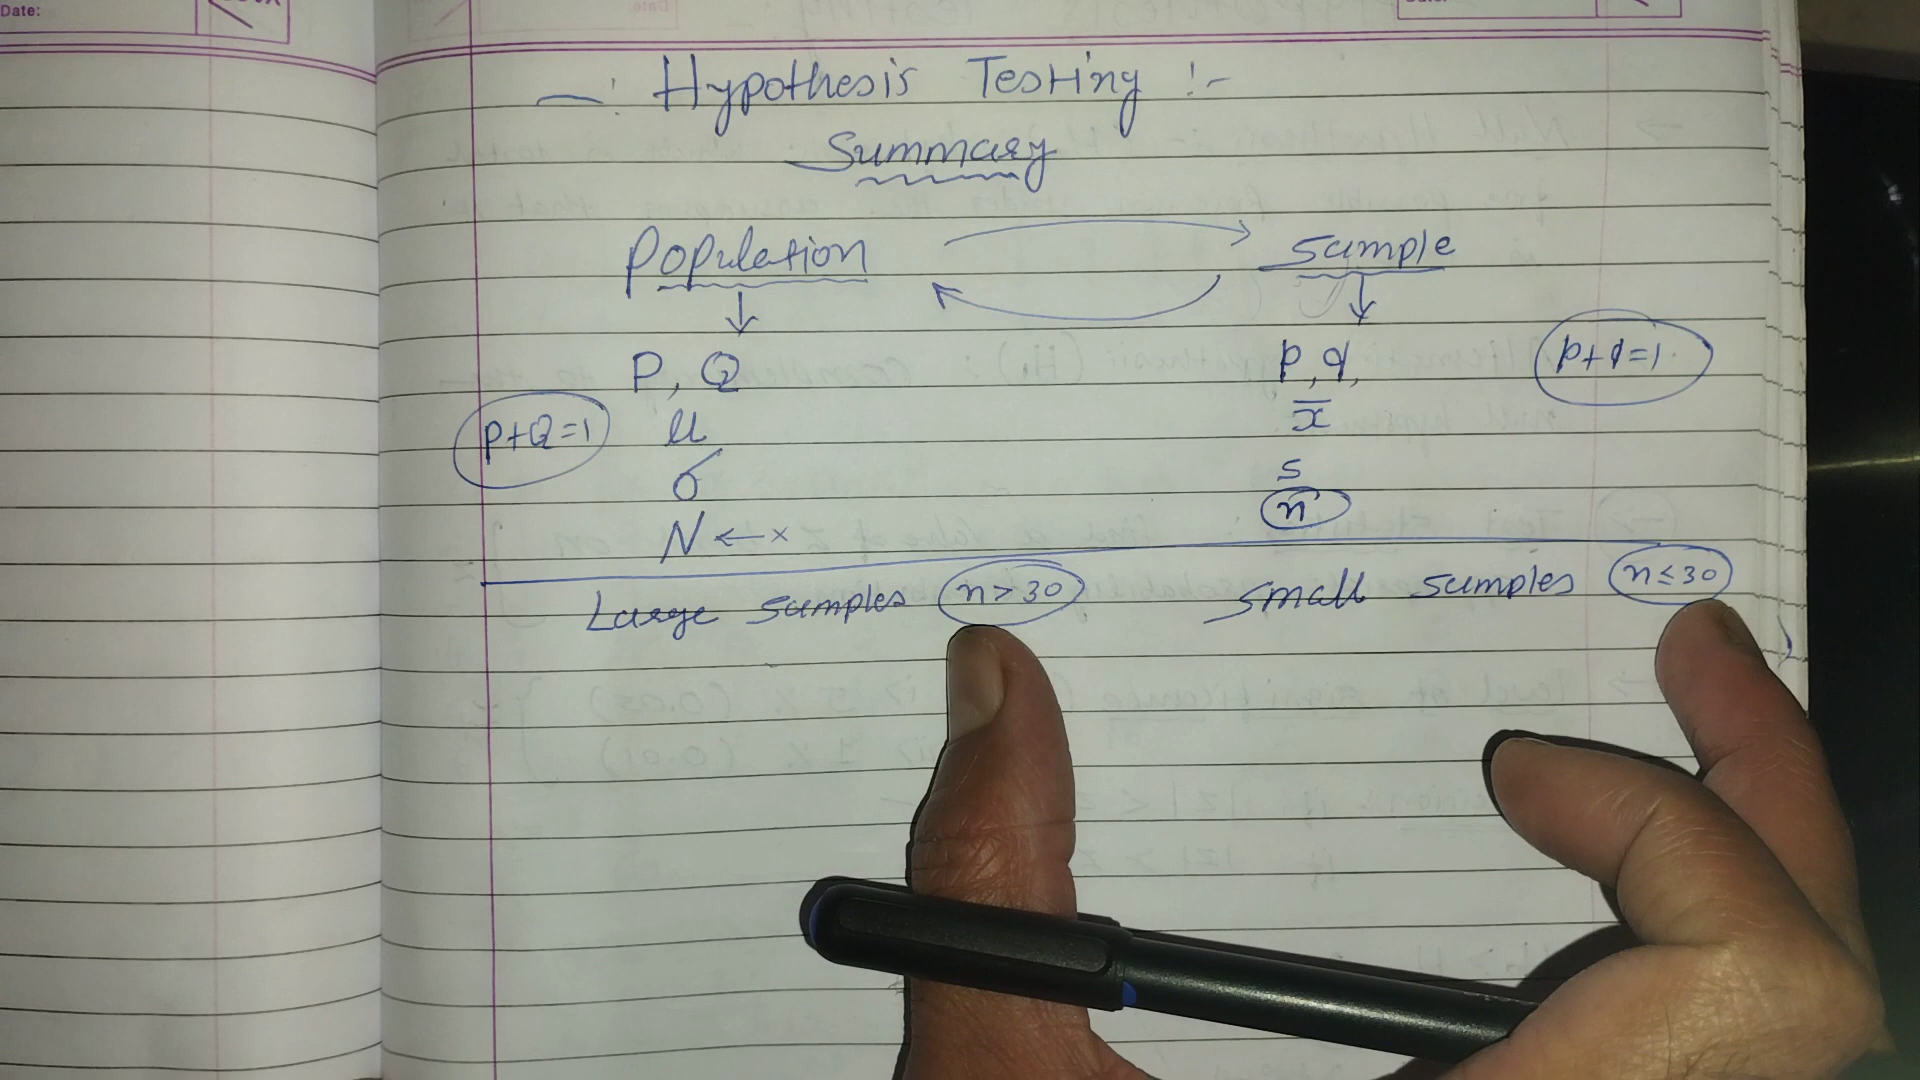 Date:
-: Hypothesis Testing :-
Summary
Population Sample
P, Q p, q, p+q=1
P+Q=1 μ x̄
σ s
N ← × n
Large samples n > 30 small samples n ≤ 30